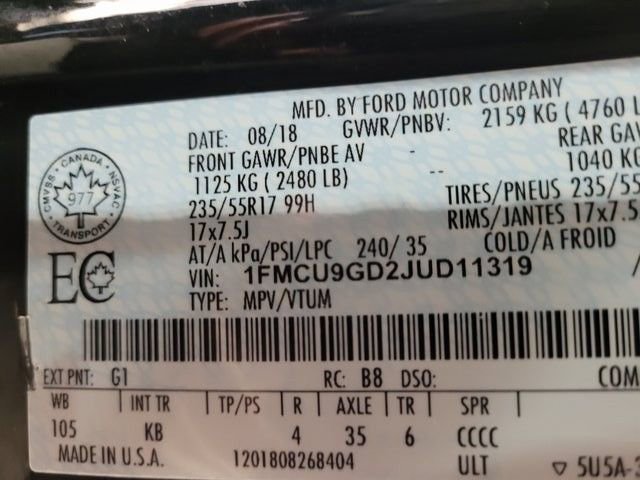 MFD. BY FORD MOTOR COMPANY
DATE: 08/18 GVWR/PNBV: 2159 KG ( 4760 L
FRONT GAWR/PNBE AV - REAR GA
1125 KG ( 2480 LB) 1040 KG
235/55R17 99H TIRES/PNEUS 235/55
17x7.5J RIMS/JANTES 17x7.5
AT/A kPa/PSI/LPC 240/ 35 COLD/A FROID
VIN: 1FMCU9GD2JUD11319 /
TYPE: MPV/VTUM
CMVSS • CANADA • NSVAC
977
TRANSPORT
EC
EXT PNT: G1 RC: B8 DSO: COM
WB INT TR TP/PS R AXLE TR SPR
105 KB 4 35 6 CCCC
MADE IN U.S.A. 1201808268404 ULT ▽ 5U5A-3